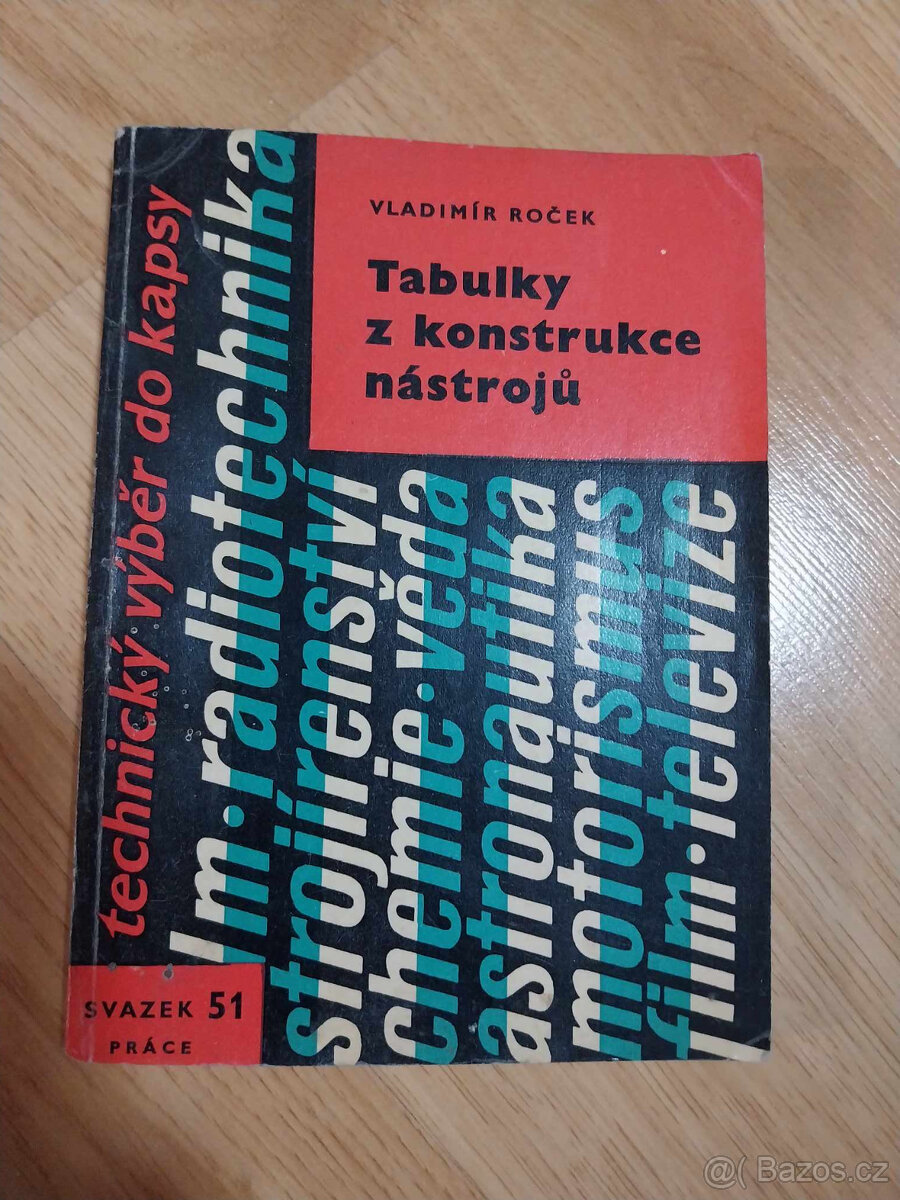 VLADIMÍR ROČEK
Tabulky
z konstrukce
nástrojů
technický výběr do kapsy
lm·radiotechnika
strojírenství
chemie·věda
astronautika
motorismus
film·televize
SVAZEK 51
PRÁCE
@( Bazos.cz